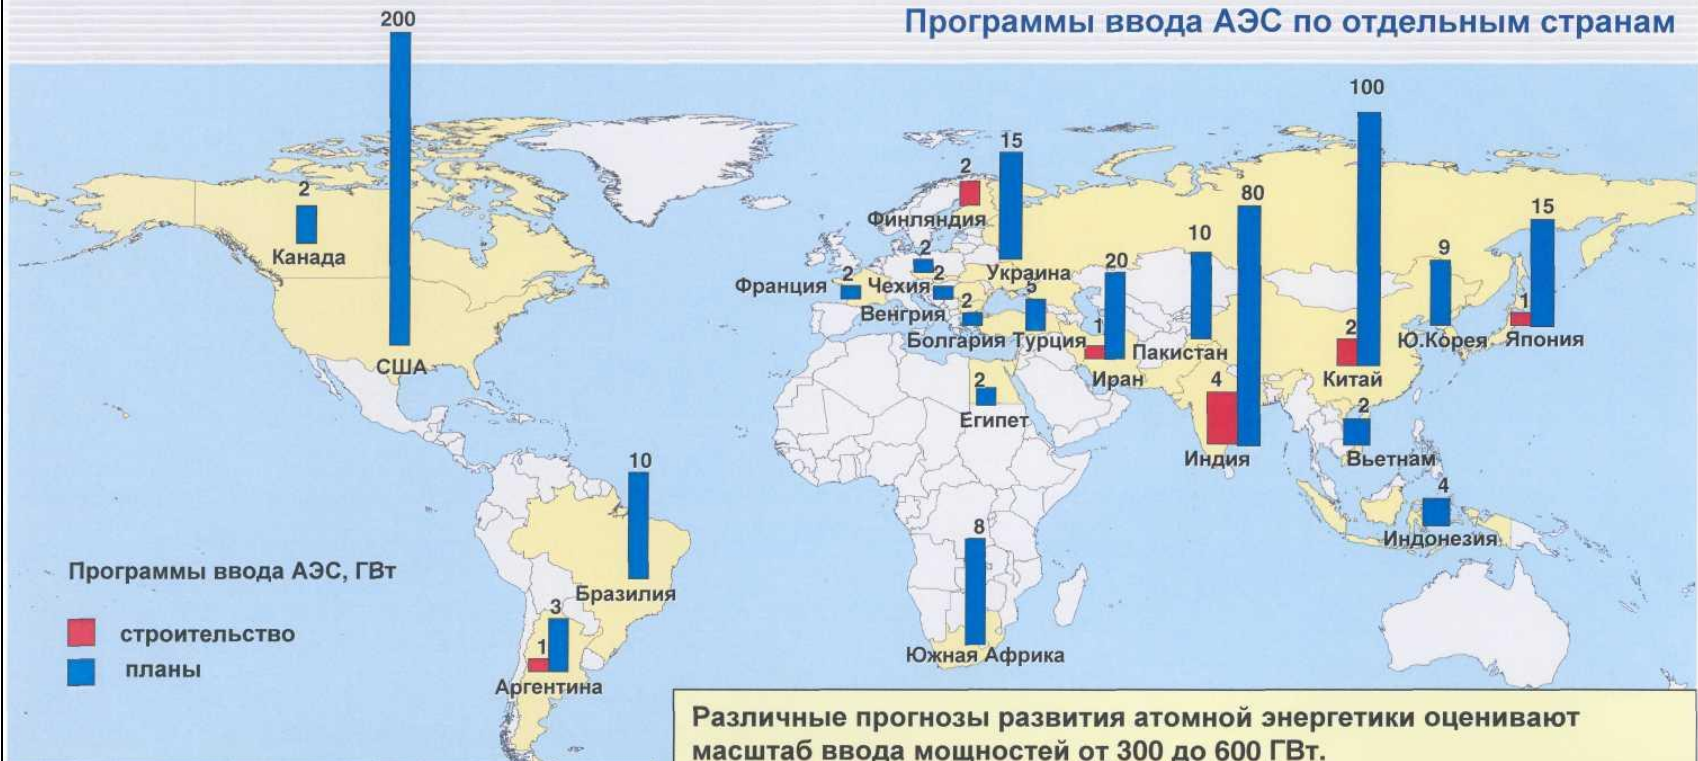 Программы ввода АЭС по отдельным странам
200
США
2
Канада
10
Бразилия
1
3
Аргентина
2
Финляндия
15
Украина
2
Франция
2
Чехия
2
Венгрия
2
Болгария
5
Турция
1
20
Иран
10
Пакистан
4
80
Индия
2
100
Китай
9
Ю.Корея
1
15
Япония
2
Вьетнам
4
Индонезия
2
Египет
8
Южная Африка
Программы ввода АЭС, ГВт
строительство
планы
Различные прогнозы развития атомной энергетики оценивают
масштаб ввода мощностей от 300 до 600 ГВт.